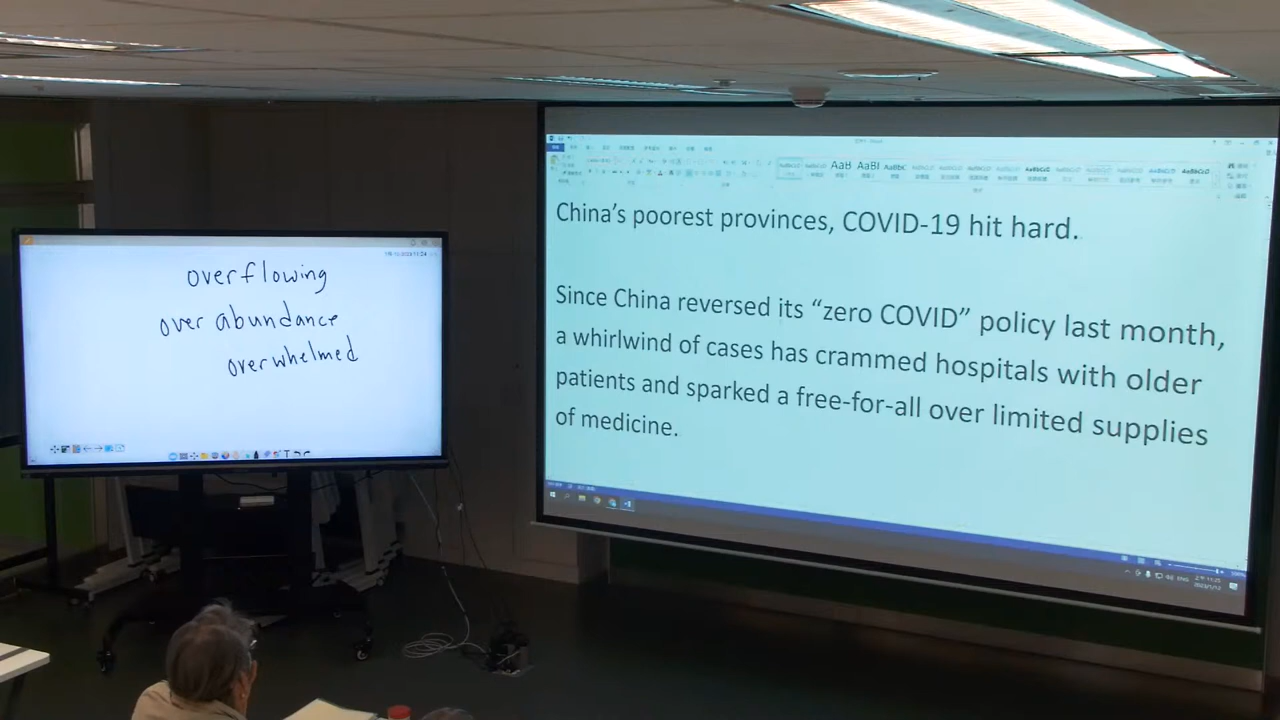 overflowing
over abundance
overwhelmed
China's poorest provinces, COVID-19 hit hard.
Since China reversed its “zero COVID” policy last month,
a whirlwind of cases has crammed hospitals with older
patients and sparked a free-for-all over limited supplies
of medicine.